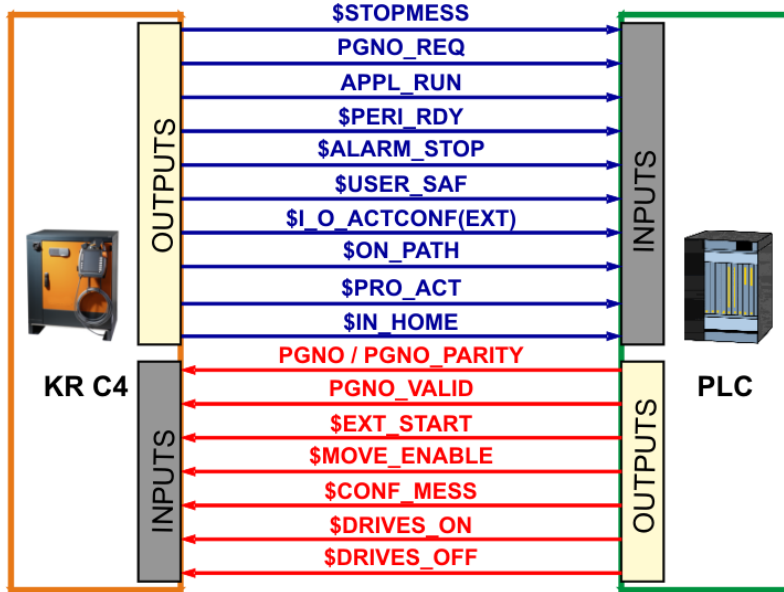 $STOPMESS
PGNO_REQ
APPL_RUN
$PERI_RDY
$ALARM_STOP
$USER_SAF
$I_O_ACTCONF(EXT)
$ON_PATH
$PRO_ACT
$IN_HOME
OUTPUTS
INPUTS
KR C4
PLC
PGNO / PGNO_PARITY
PGNO_VALID
$EXT_START
$MOVE_ENABLE
$CONF_MESS
$DRIVES_ON
$DRIVES_OFF
INPUTS
OUTPUTS